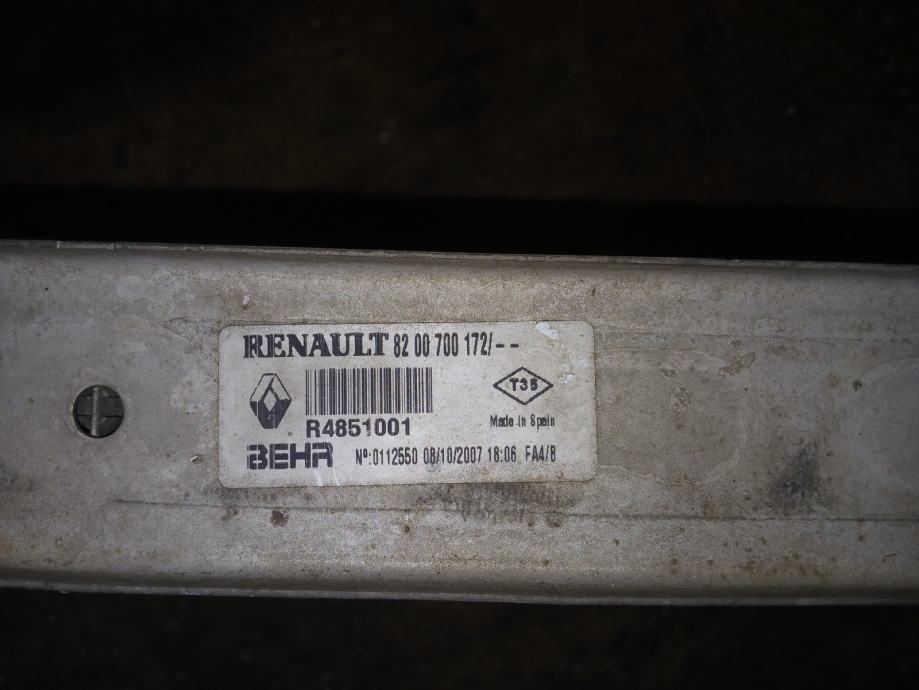 RENAULT 82 00 700 172/--
T35
R4851001
Made In Spain
BEHR Nº:0112550 08/10/2007 18:06 FA4/B